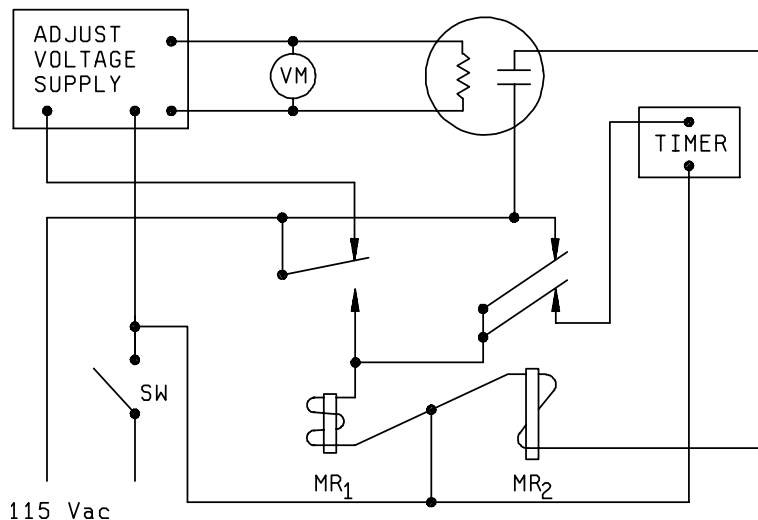 ADJUST
VOLTAGE
SUPPLY
VM
TIMER
SW
MR1
MR2
115 Vac